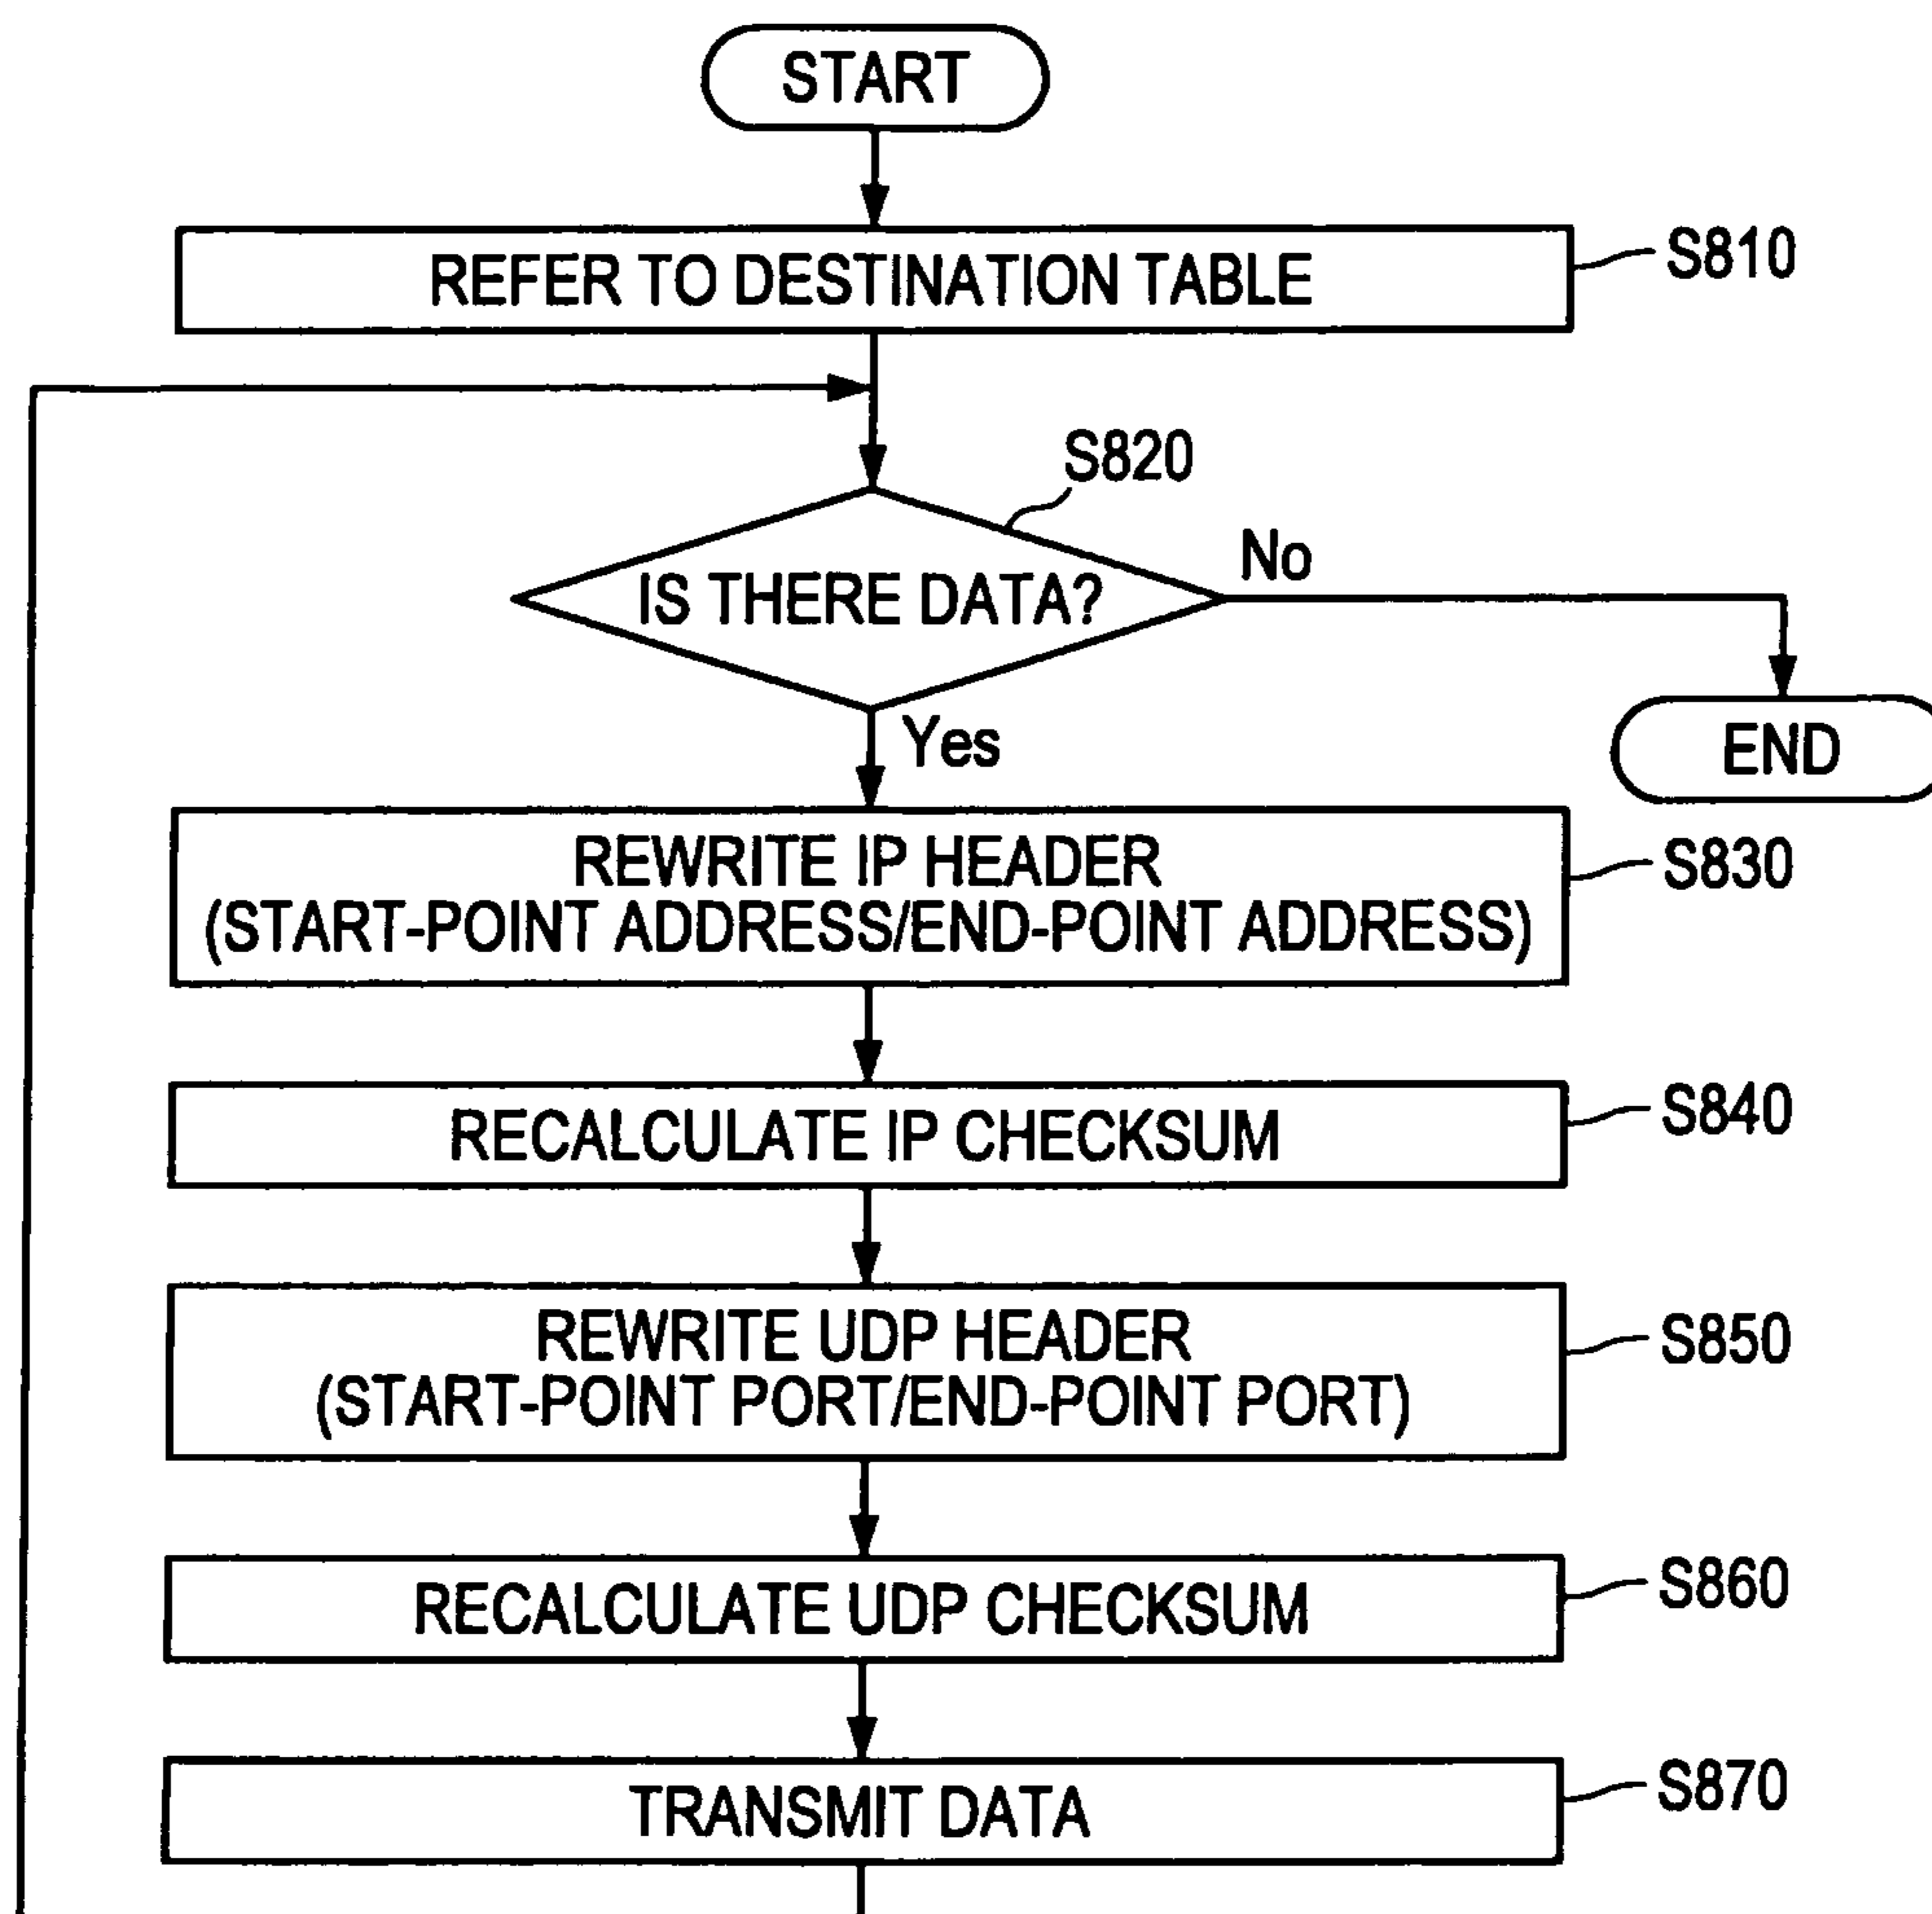 START
REFER TO DESTINATION TABLE
S810
S820
IS THERE DATA?
No
Yes
END
REWRITE IP HEADER
(START-POINT ADDRESS/END-POINT ADDRESS)
S830
RECALCULATE IP CHECKSUM
S840
REWRITE UDP HEADER
(START-POINT PORT/END-POINT PORT)
S850
RECALCULATE UDP CHECKSUM
S860
TRANSMIT DATA
S870